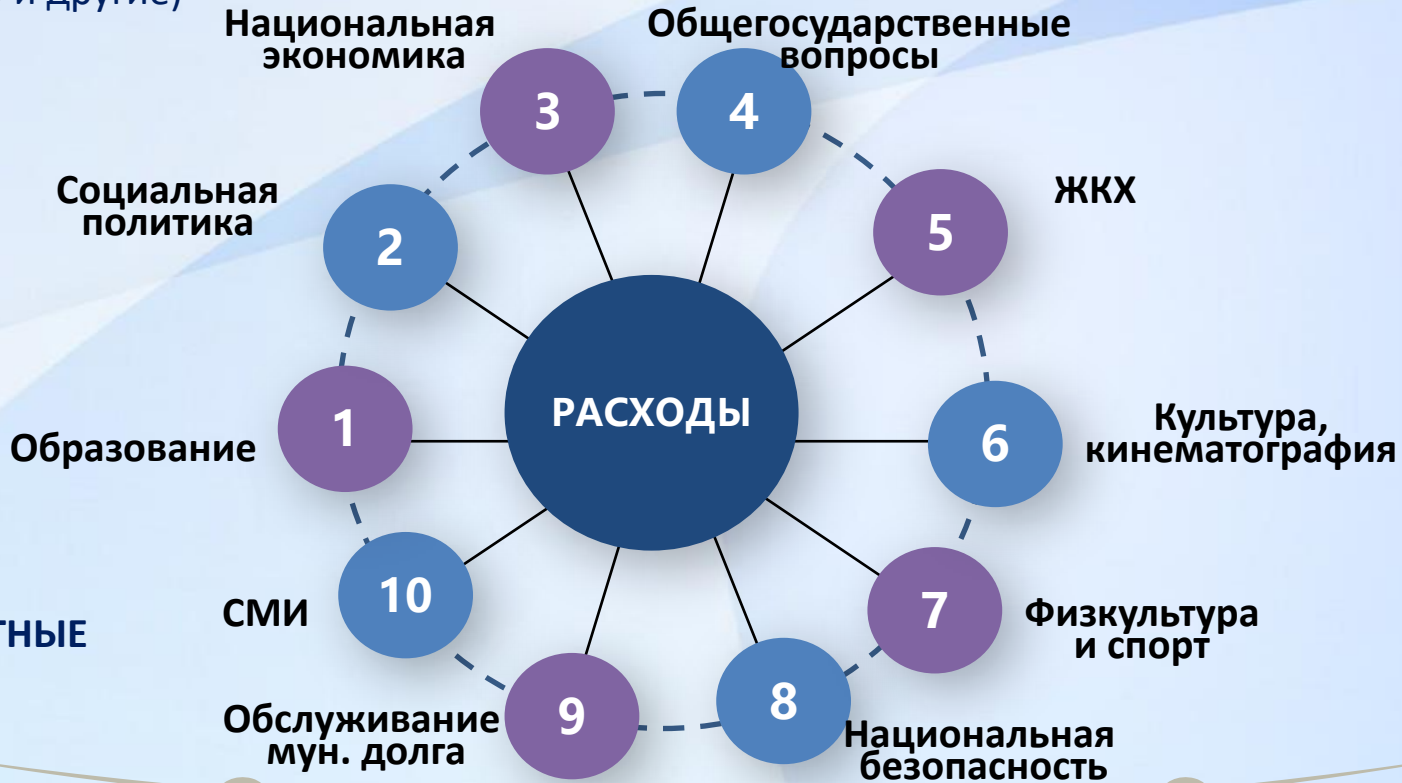 и другие)
Национальная
экономика
Общегосударственные
вопросы
3
4
Социальная
политика
ЖКХ
2
5
РАСХОДЫ
Образование
1
6
Культура,
кинематография
СМИ
10
7
Физкультура
и спорт
ТНЫЕ
Обслуживание
мун. долга
9
8
Национальная
безопасность